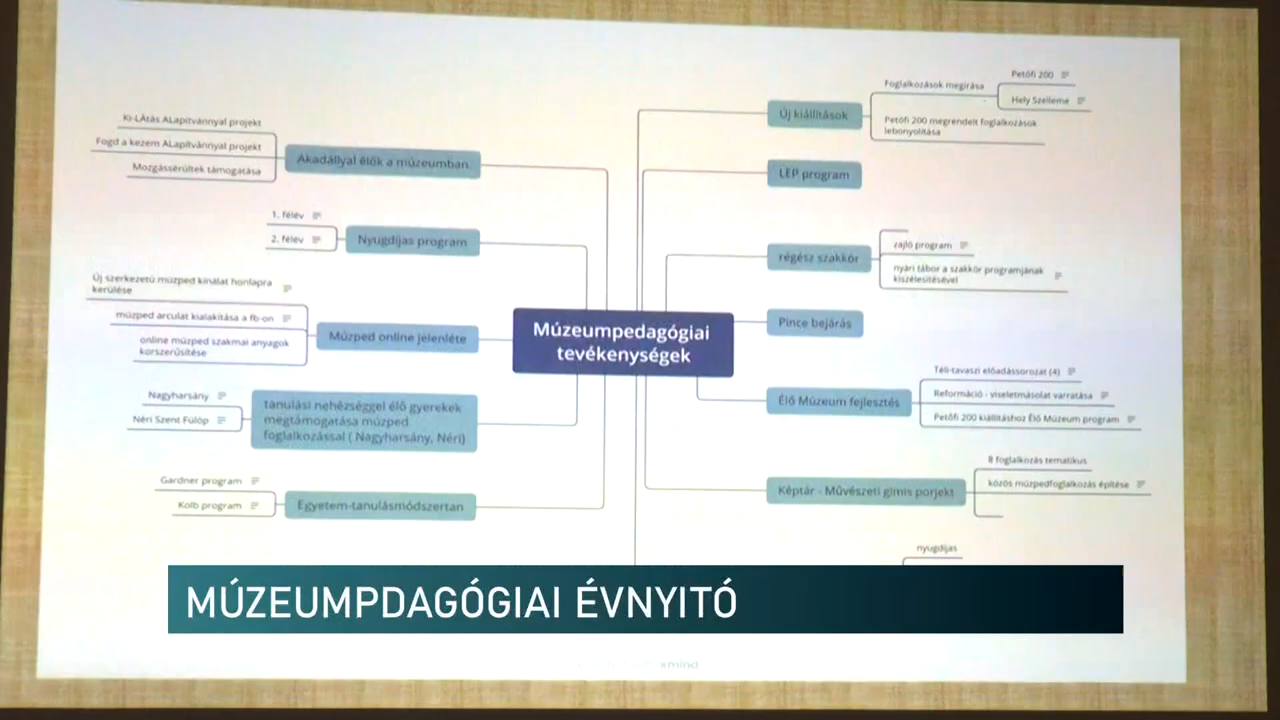 Ki-LÁtás ALapítvánnyal projekt
Fogd a kezem ALapítvánnyal projekt
Mozgássérültek támogatása
Akadállyal élők a múzeumban
1. félév
2. félév
Nyugdíjas program
Új szerkezetű múzped kínálat honlapra
kerülése
múzped arculat kialakítása a fb-on
online múzped szakmai anyagok
korszerűsítése
Múzped online jelenléte
Nagyharsány
Néri Szent Fülöp
tanulási nehézséggel élő gyerekek
megtámogatása múzped
foglalkozással ( Nagyharsány, Néri)
Gardner program
Kolb program
Egyetem-tanulásmódszertan
Múzeumpedagógiai
tevékenységek
Új kiállítások
Foglalkozások megírása
Petőfi 200
Hely Szelleme
Petőfi 200 megrendelt foglalkozások
lebonyolítása
LEP program
régész szakkör
zajló program
nyári tábor a szakkör programjának
kiszélesítésével
Pince bejárás
Élő Múzeum fejlesztés
Téli-tavaszi előadássorozat (4)
Reformáció - viseletmásolat varratása
Petőfi 200 kiállításhoz Élő Múzeum program
Képtár - Művészeti gimis porjekt
8 foglalkozás tematikus
közös múzpedfoglalkozás építése
nyugdíjas
MÚZEUMPDAGÓGIAI ÉVNYITÓ
xmind